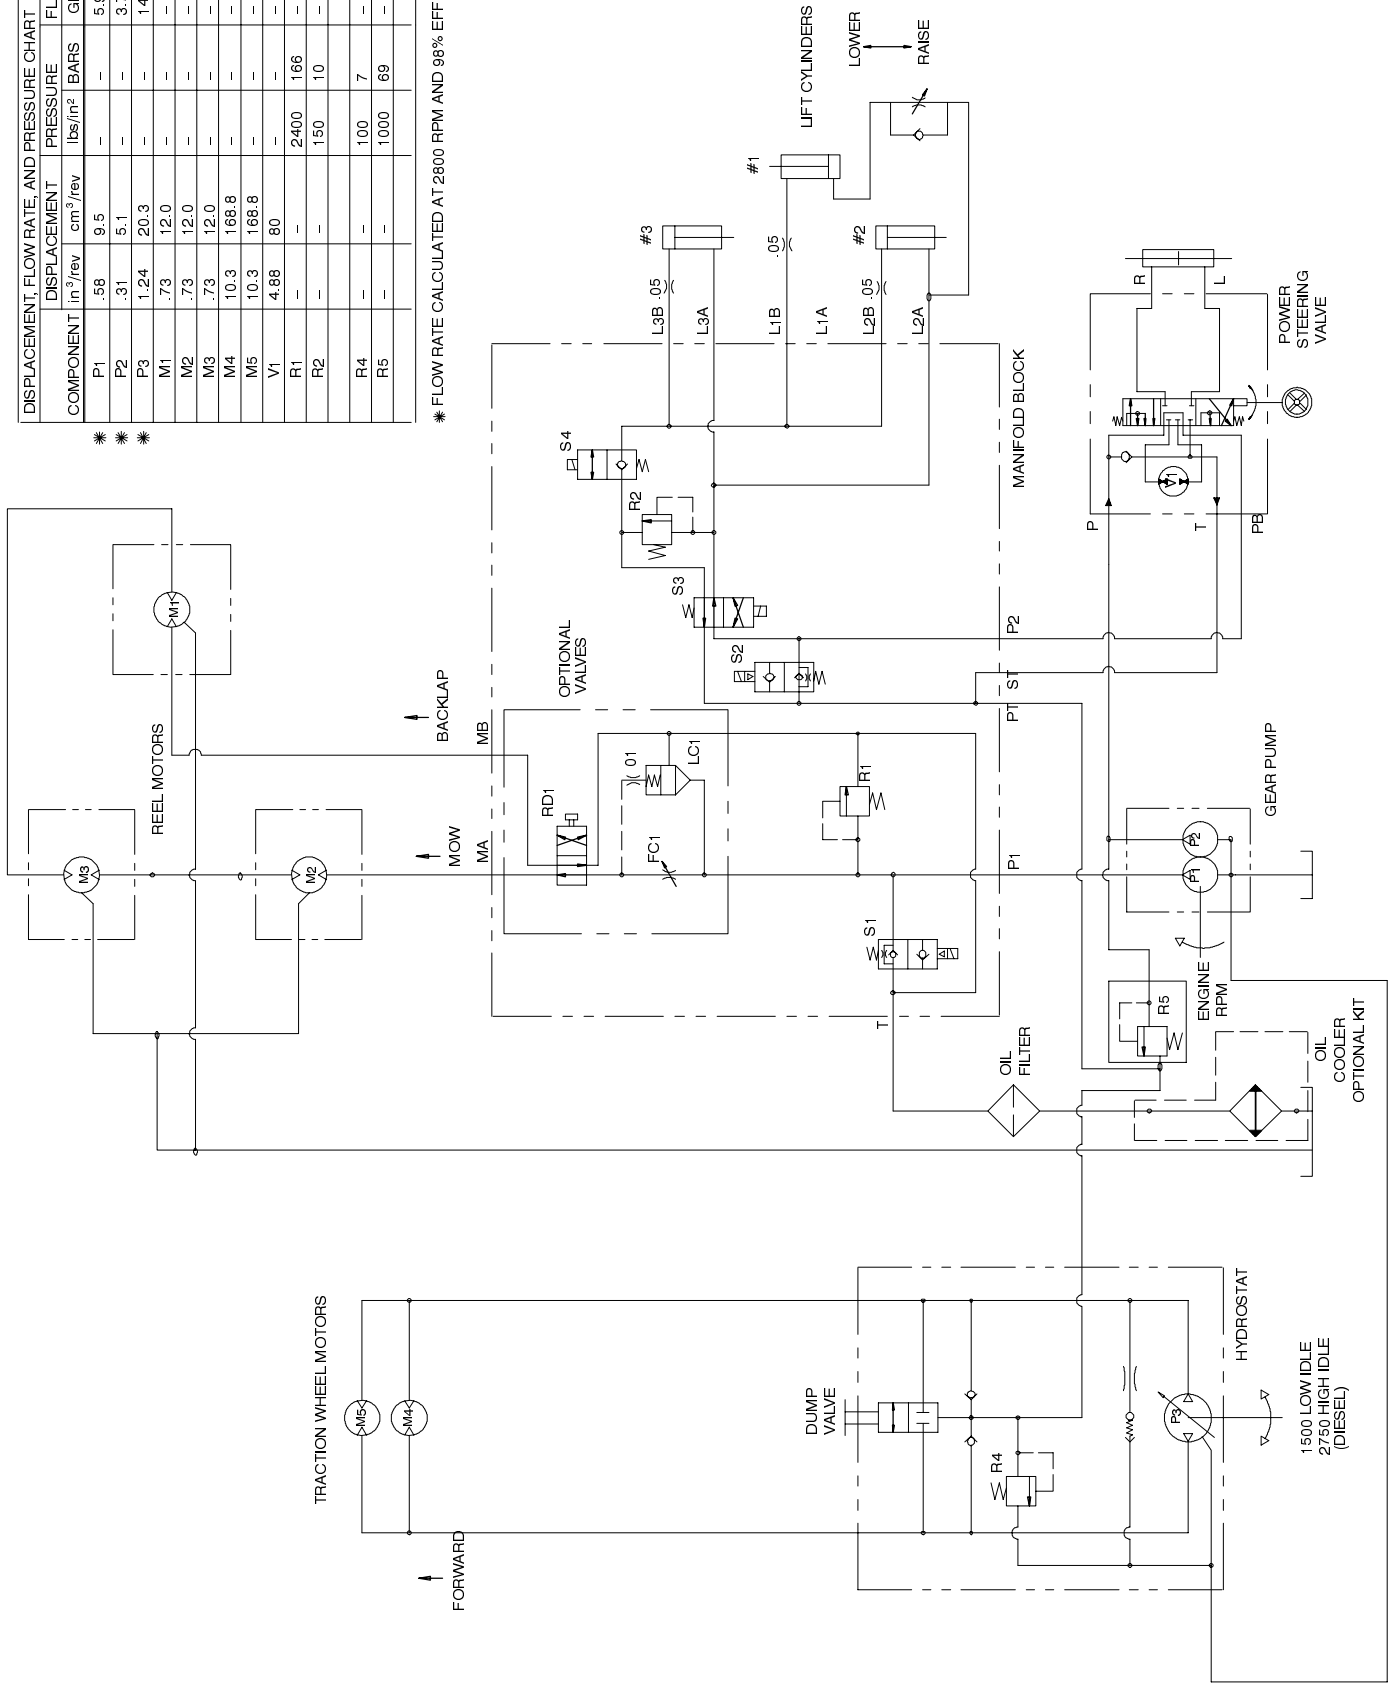 DISPLACEMENT, FLOW RATE, AND PRESSURE CHART
DISPLACEMENT PRESSURE FL
COMPONENT in³/rev cm³/rev lbs/in² BARS
✳ P1 .58 9.5 – –
✳ P2 .31 5.1 – –
✳ P3 1.24 20.3 – – 14
M1 .73 12.0 – – –
M2 .73 12.0 – – –
M3 .73 12.0 – – –
M4 10.3 168.8 – – –
M5 10.3 168.8 – – –
V1 4.88 80 – – –
R1 – – 2400 166 –
R2 – – 150 10 –
R4 – – 100 7 –
R5 – – 1000 69 –
✳ FLOW RATE CALCULATED AT 2800 RPM AND 98% EFF
LIFT CYLINDERS
LOWER
RAISE
#1
#3
#2
L3B .05
L3A
L1B .05
L1A
L2B .05
L2A
R
L
POWER
STEERING
VALVE
V1
P
T
PB
MANIFOLD BLOCK
S4
R2
S3
S2
P2
ST
PT
OPTIONAL
VALVES
M1
REEL MOTORS
M3
M2
BACKLAP
MB
MOW
MA
RD1
.01
LC1
FC1
R1
P1
S1
T
GEAR PUMP
P2
P1
ENGINE
RPM
R5
OIL
FILTER
OIL
COOLER
OPTIONAL KIT
TRACTION WHEEL MOTORS
M5
M4
FORWARD
DUMP
VALVE
R4
P3
HYDROSTAT
1500 LOW IDLE
2750 HIGH IDLE
(DIESEL)